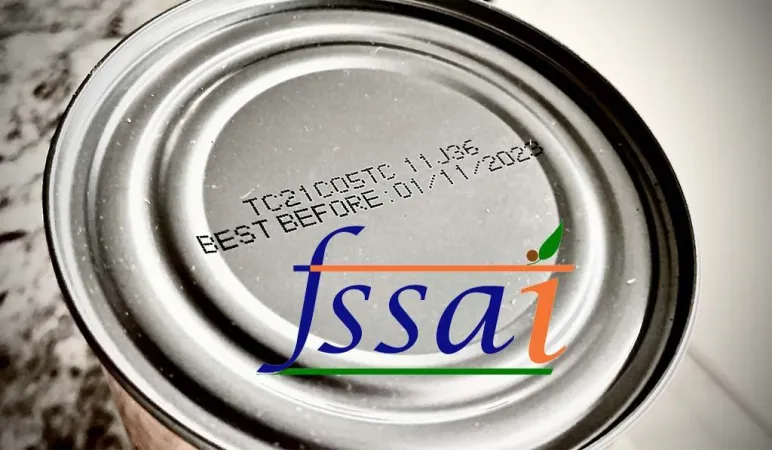 TC21C05TC 11J36
BEST BEFORE:01/11/2023
fssai